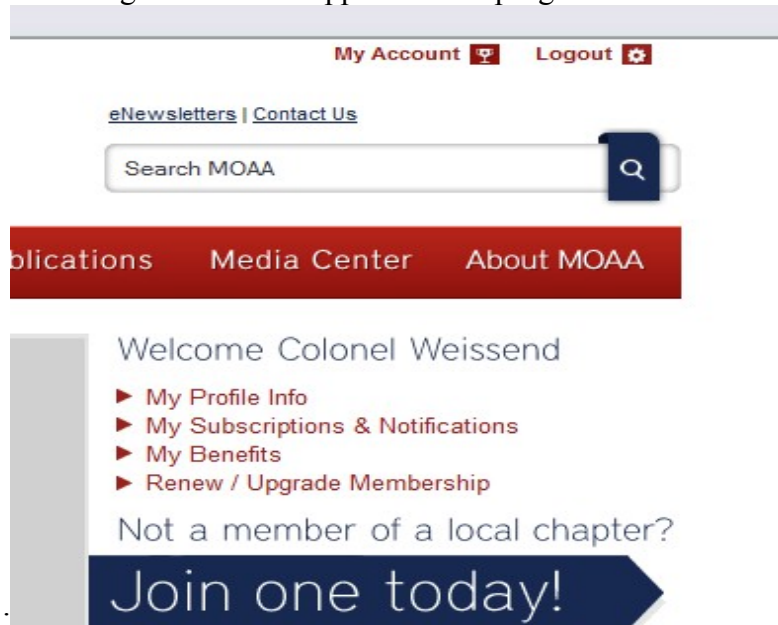 My Account Logout
eNewsletters | Contact Us
Search MOAA
blications Media Center About MOAA
Welcome Colonel Weissend
► My Profile Info
► My Subscriptions & Notifications
► My Benefits
► Renew / Upgrade Membership
Not a member of a local chapter?
Join one today!
.